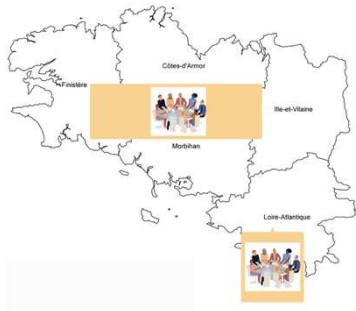 Côtes-d'Armor
Finistère
Ille-et-Vilaine
Morbihan
Loire-Atlantique